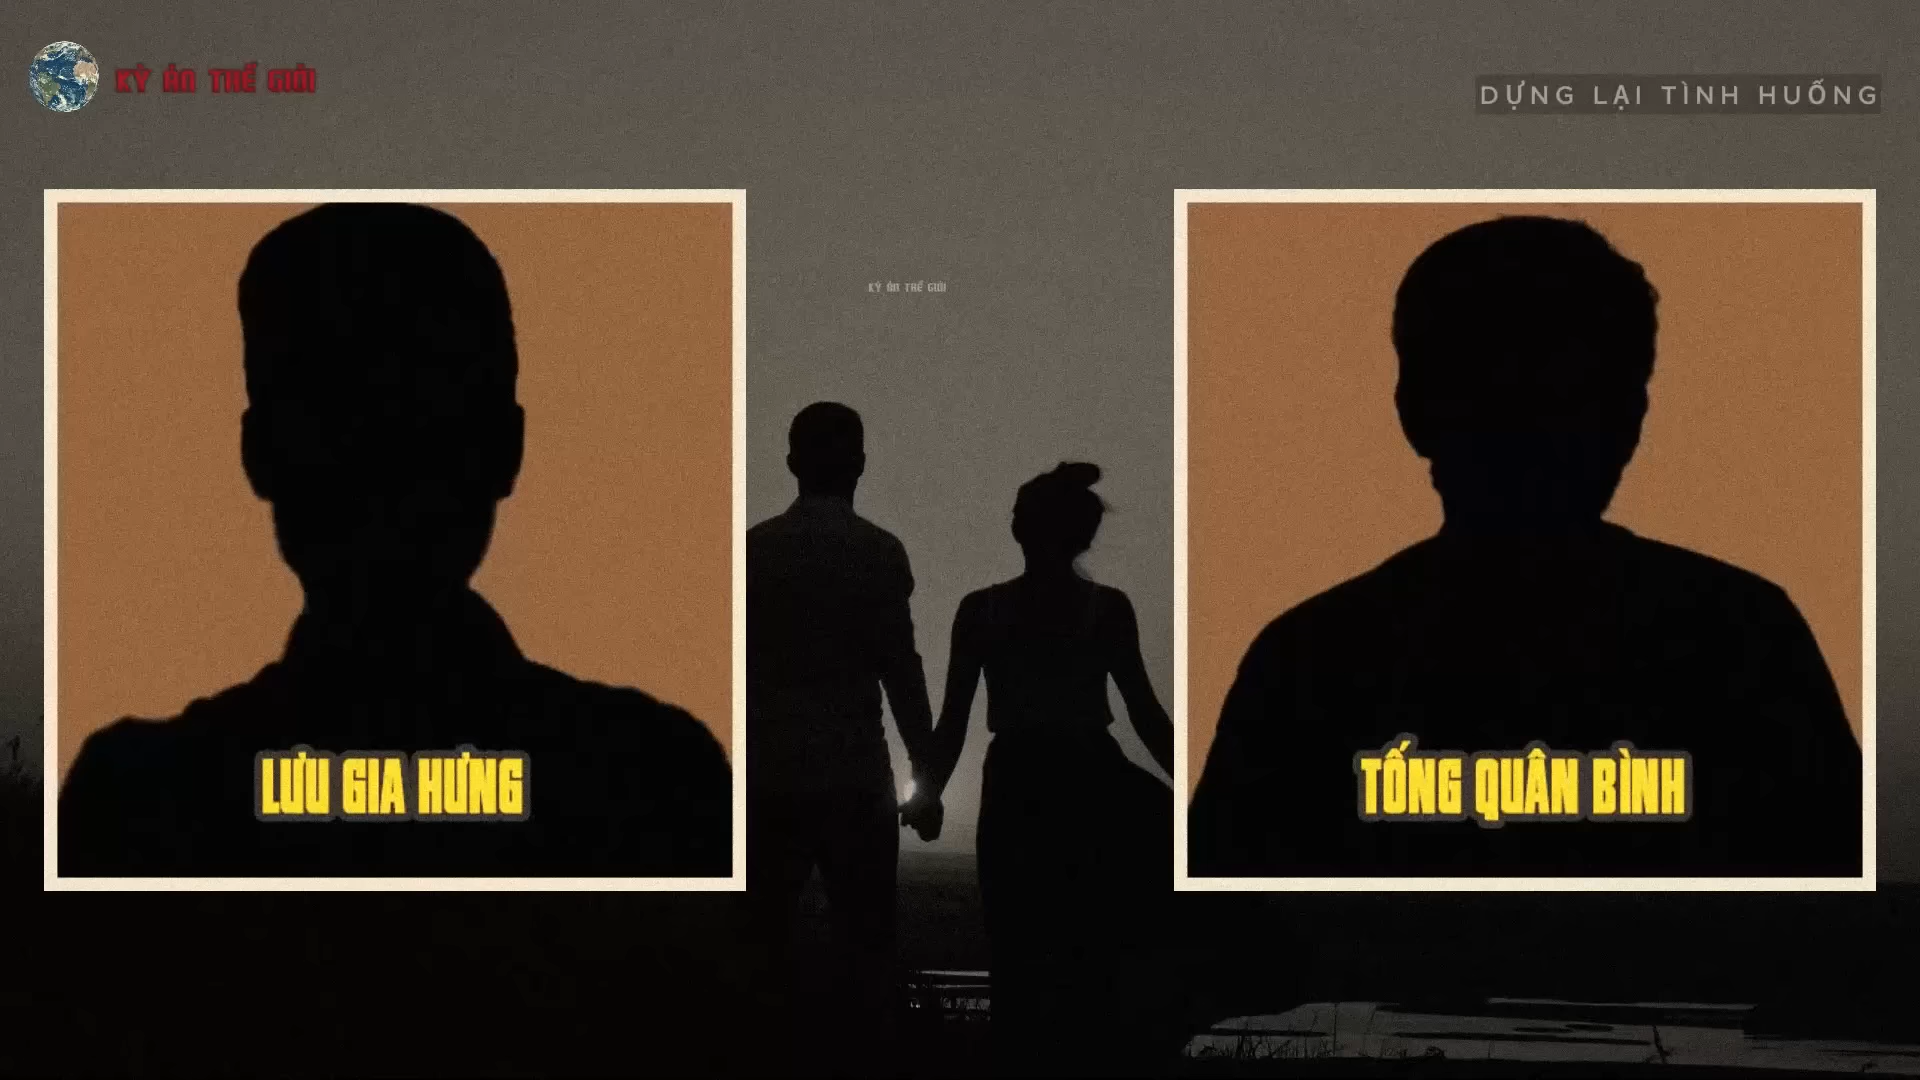 KỲ ÁN THẾ GIỚI
DỰNG LẠI TÌNH HUỐNG
KỲ ÁN THẾ GIỚI
LƯU GIA HƯNG
TỐNG QUÂN BÌNH